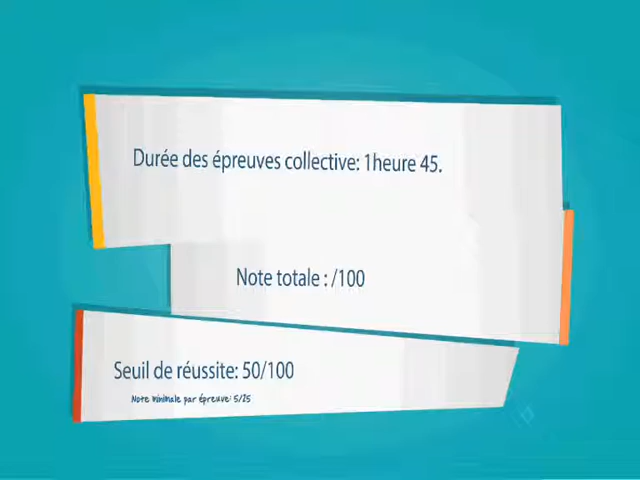 Durée des épreuves collective: 1heure 45.
Note totale : /100
Seuil de réussite: 50/100
Note minimale par épreuve: 5/25